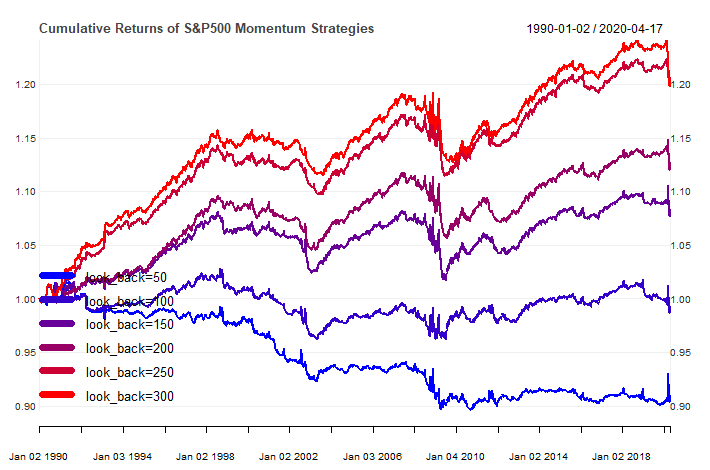 Cumulative Returns of S&P500 Momentum Strategies 1990-01-02 / 2020-04-17
1.20 1.20
1.15 1.15
1.10 1.10
1.05 1.05
look_back=50
1.00 look_back=100 1.00
look_back=150
0.95 look_back=200 0.95
look_back=250
0.90 look_back=300 0.90
Jan 02 1990 Jan 03 1994 Jan 02 1998 Jan 02 2002 Jan 03 2006 Jan 04 2010 Jan 02 2014 Jan 02 2018